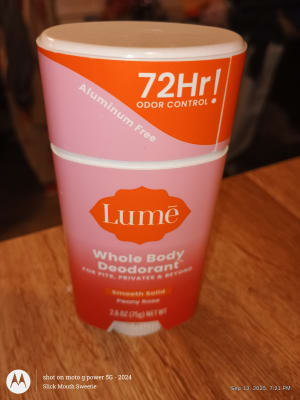 72Hr!
ODOR CONTROL
Aluminum Free
Lumē
Whole Body
Deodorant
FOR PITS, PRIVATES & BEYOND
Smooth Solid
Peony Rose
2.6 OZ (75g) NET WT
shot on moto g power 5G - 2024
Slick Mouth Sweetie
Sep 13, 2025, 7:21 PM